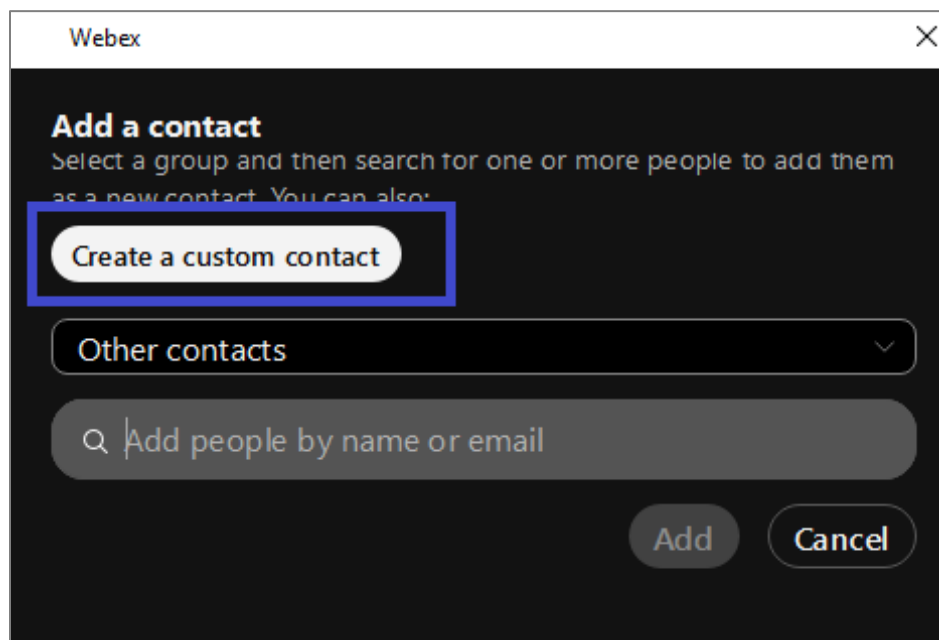 Webex
Add a contact
Select a group and then search for one or more people to add them
as a new contact. You can also:
Create a custom contact
Other contacts
Add people by name or email
Add
Cancel